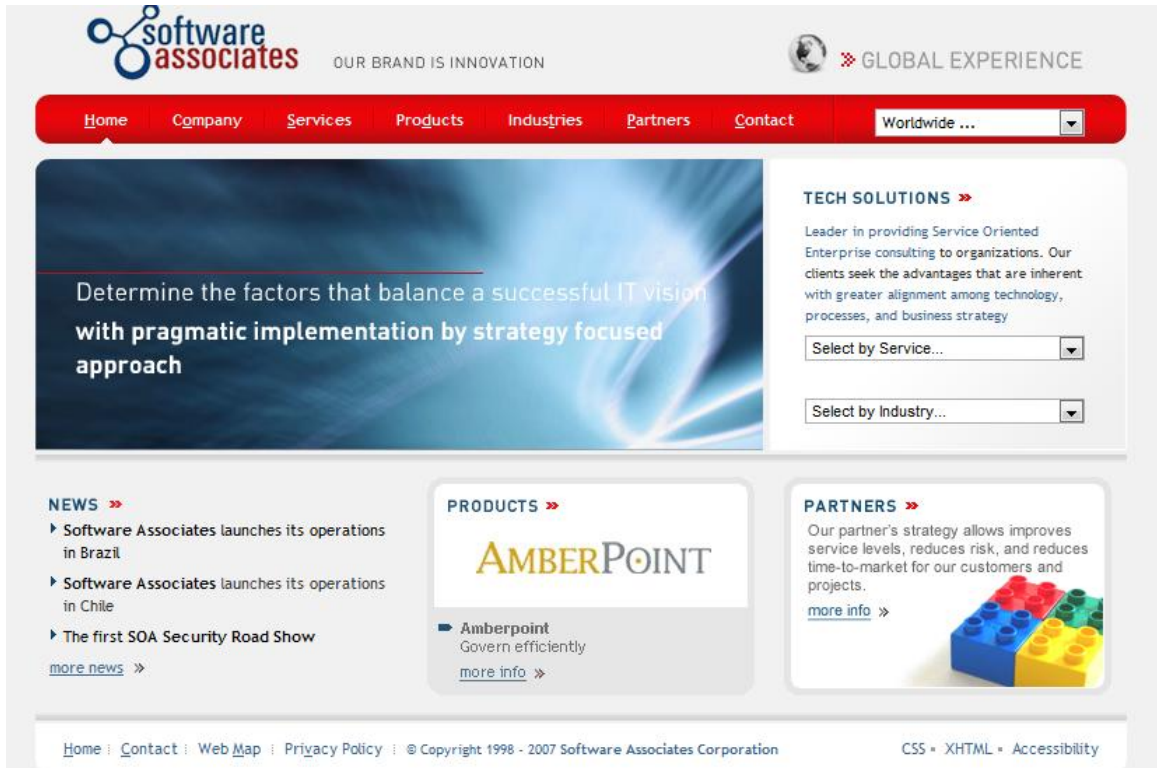 software
associates
OUR BRAND IS INNOVATION
GLOBAL EXPERIENCE
Home Company Services Products Industries Partners Contact Worldwide ...
Determine the factors that balance a successful IT vision
with pragmatic implementation by strategy focused
approach
TECH SOLUTIONS
Leader in providing Service Oriented
Enterprise consulting to organizations. Our
clients seek the advantages that are inherent
with greater alignment among technology,
processes, and business strategy
Select by Service...
Select by Industry...
NEWS
Software Associates launches its operations
in Brazil
Software Associates launches its operations
in Chile
The first SOA Security Road Show
more news »
PRODUCTS
AMBERPOINT
Amberpoint
Govern efficiently
more info »
PARTNERS
Our partner's strategy allows improves
service levels, reduces risk, and reduces
time-to-market for our customers and
projects.
more info »
Home Contact Web Map Privacy Policy © Copyright 1998 - 2007 Software Associates Corporation CSS XHTML Accessibility